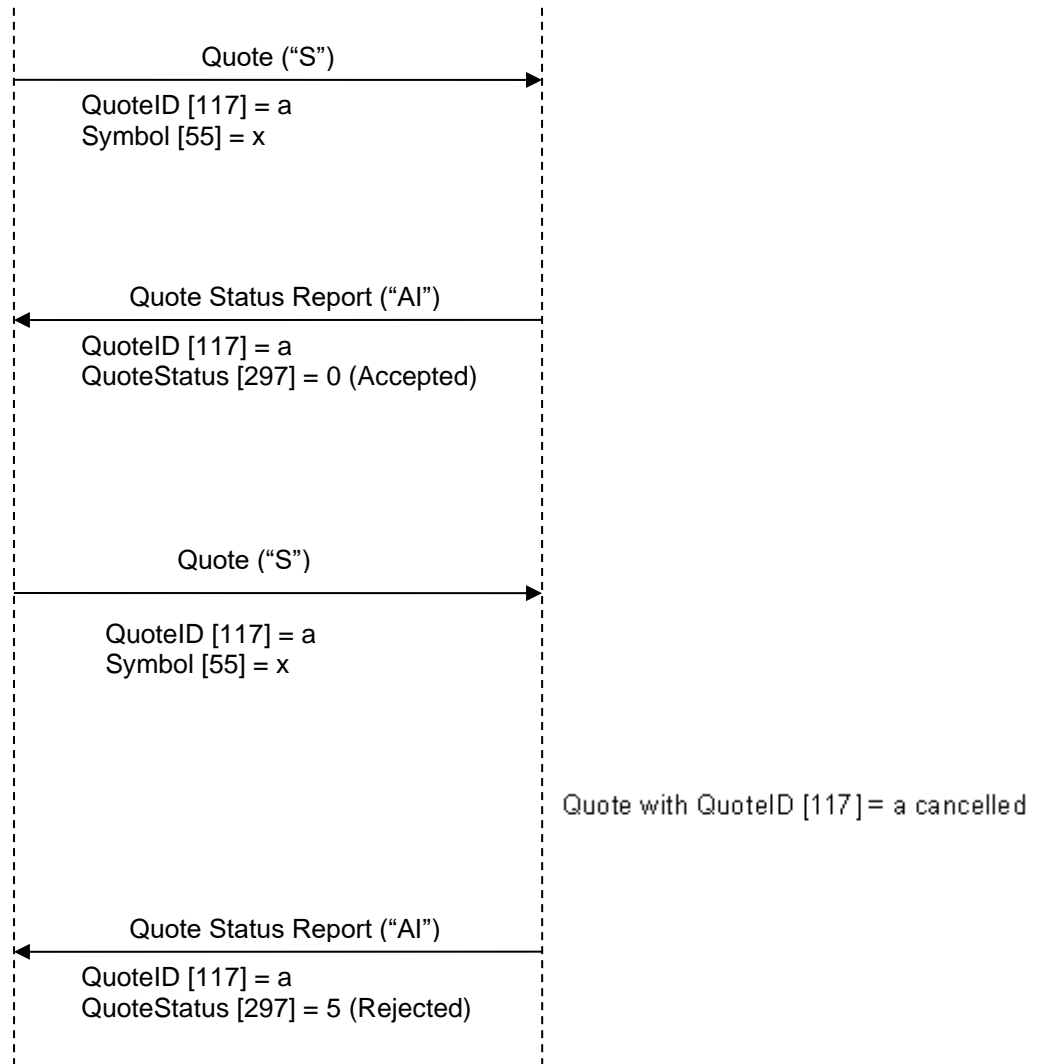 Quote (“S”)
QuoteID [117] = a
Symbol [55] = x
Quote Status Report (“AI”)
QuoteID [117] = a
QuoteStatus [297] = 0 (Accepted)
Quote (“S”)
QuoteID [117] = a
Symbol [55] = x
Quote with QuoteID [117] = a cancelled
Quote Status Report (“AI”)
QuoteID [117] = a
QuoteStatus [297] = 5 (Rejected)